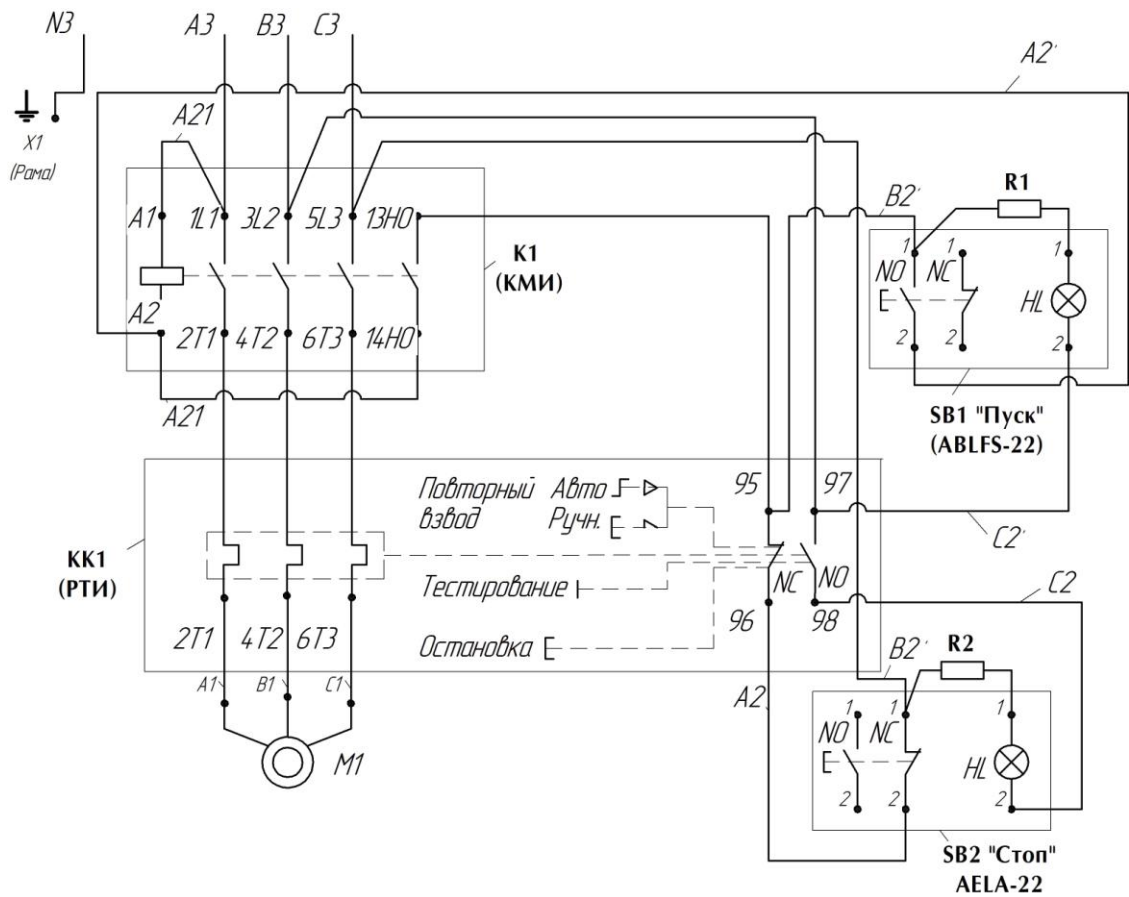 N3
A3
B3
C3
A2'
A21
X1
(Рама)
A1
1L1
3L2
5L3
13НО
K1
(КМИ)
B2'
R1
1
1
1
NO
NC
HL
A2
2T1
4T2
6T3
14НО
2
2
2
A21
SB1 "Пуск"
(ABLFS-22)
95
97
Повторный
взвод
Авто
Ручн.
C2'
KK1
(РТИ)
Тестирование
NC
NO
C2
96
98
2T1
4T2
6T3
Остановка
B2'
R2
A1
B1
C1
A2
1
1
1
NO
NC
HL
M1
2
2
2
SB2 "Стоп"
AELA-22